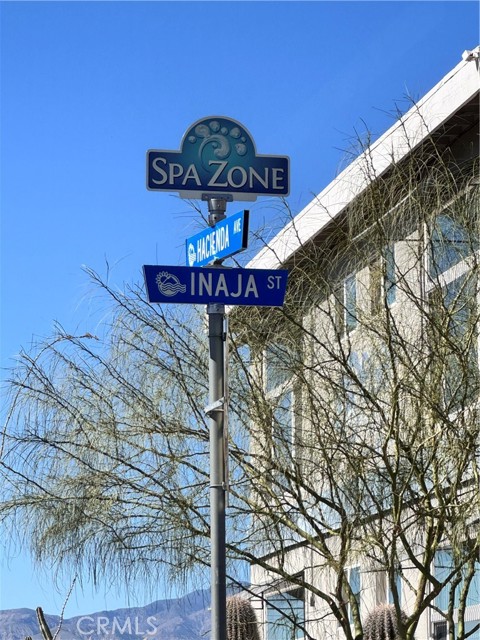 SPA ZONE
HACIENDA AVE
INAJA ST
CRMLS